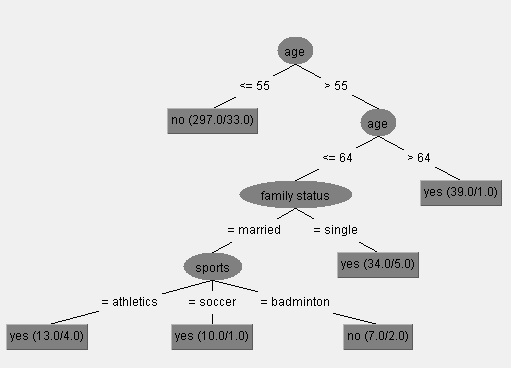 age
<= 55
> 55
no (297.0/33.0)
age
<= 64
> 64
family status
yes (39.0/1.0)
= married
= single
sports
yes (34.0/5.0)
= athletics
= soccer
= badminton
yes (13.0/4.0)
yes (10.0/1.0)
no (7.0/2.0)